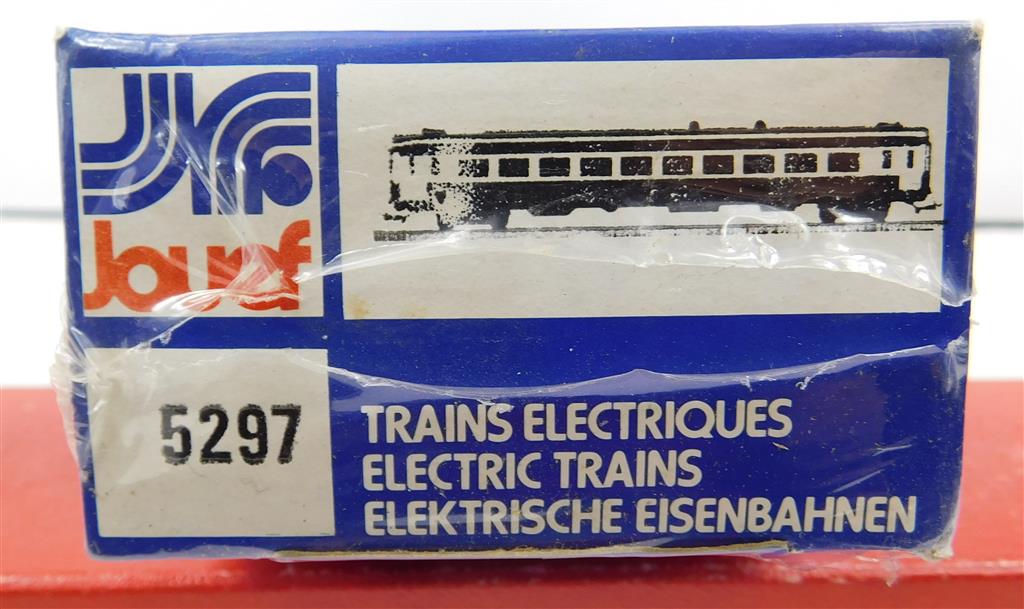 Jouef
5297
TRAINS ELECTRIQUES
ELECTRIC TRAINS
ELEKTRISCHE EISENBAHNEN